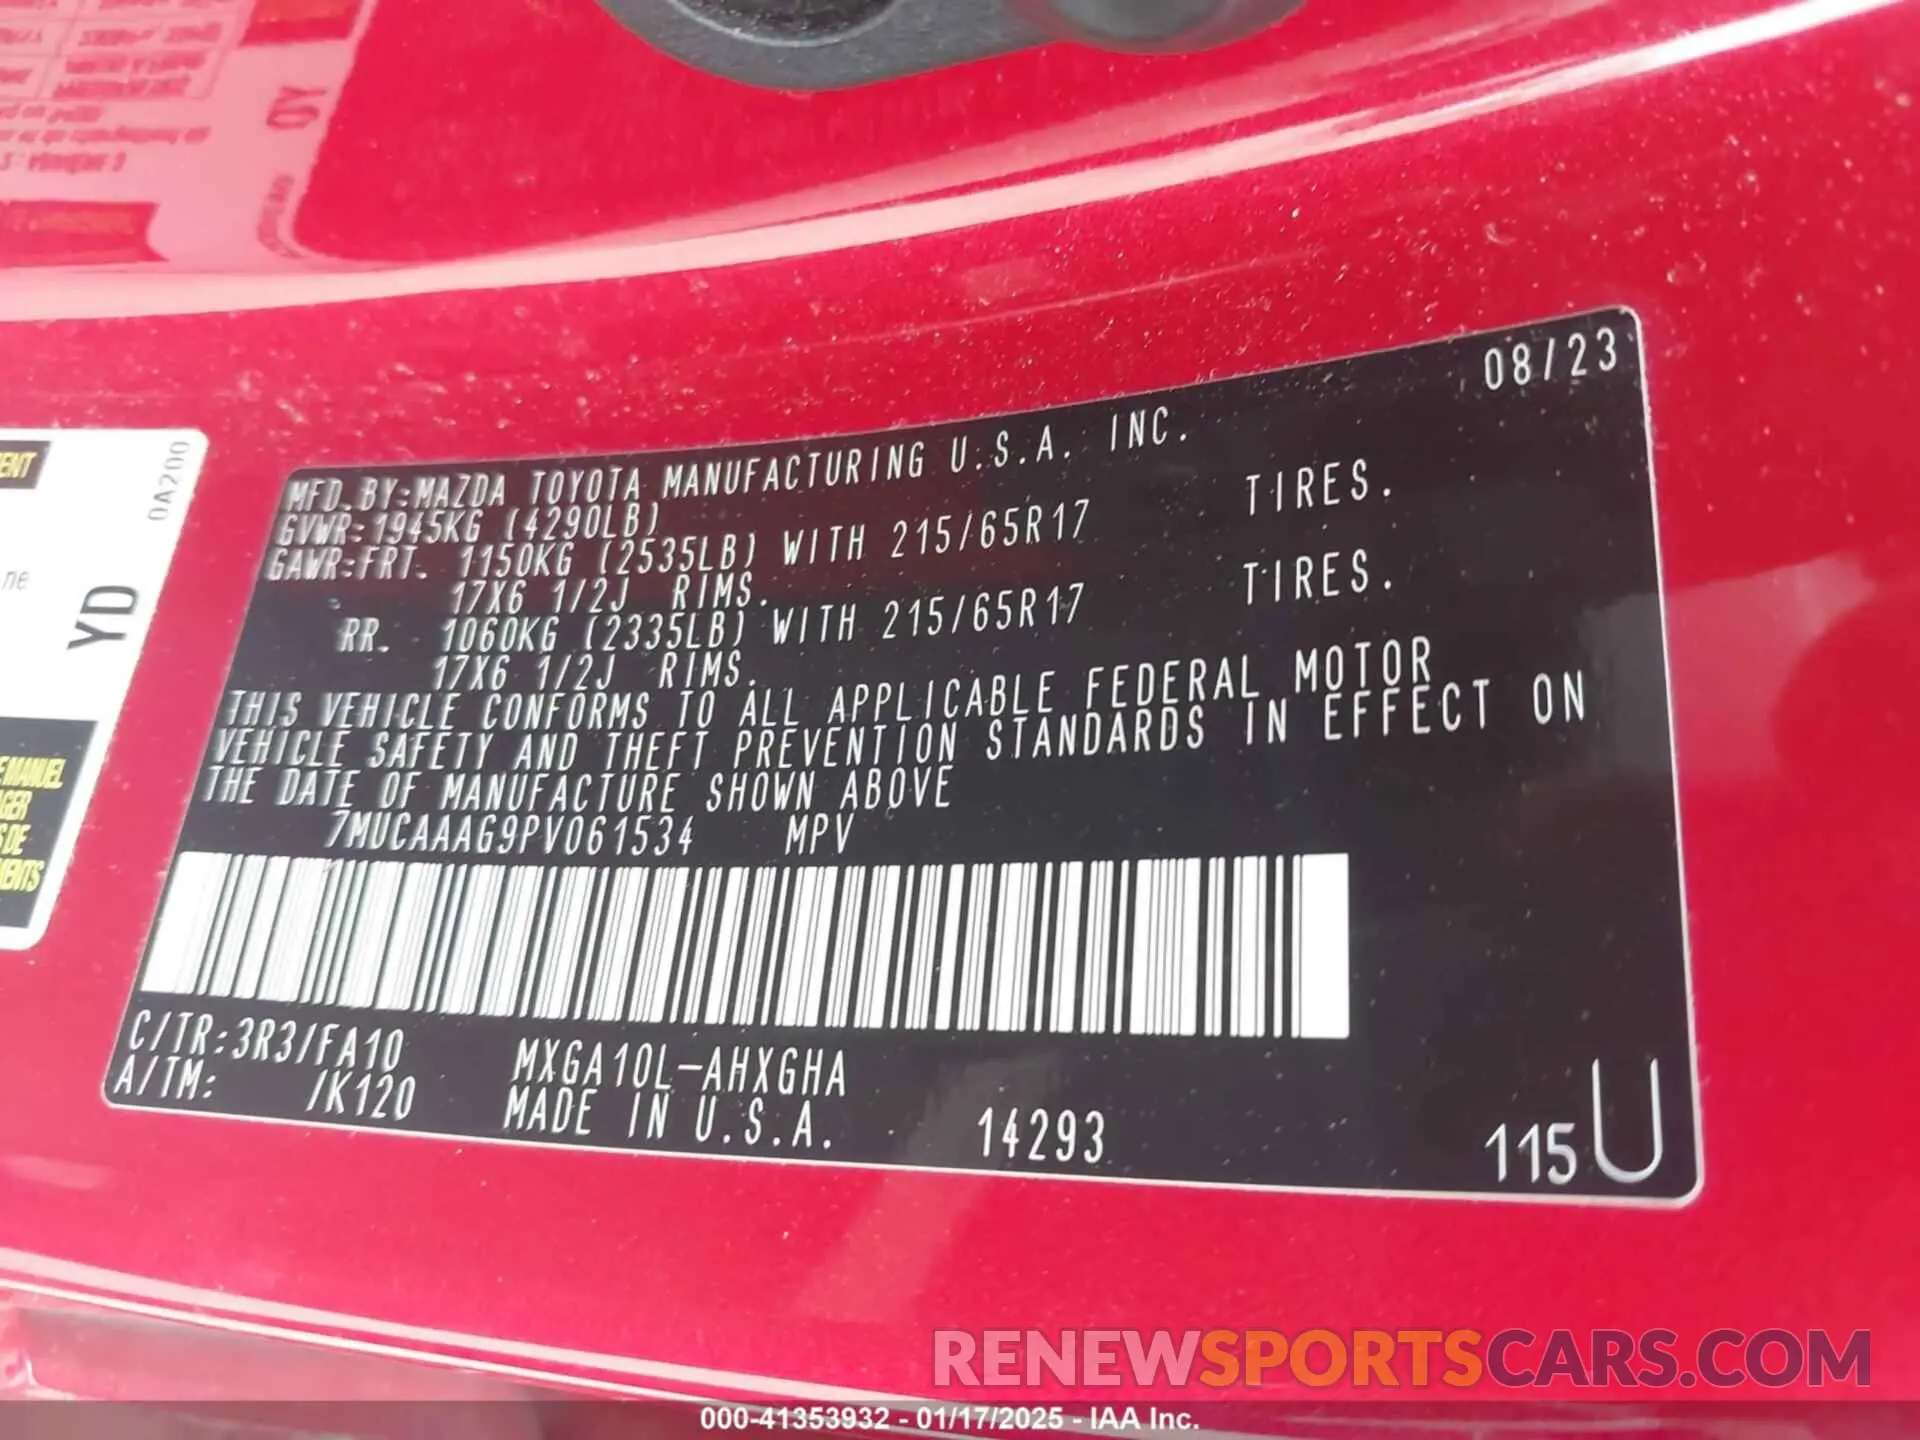 08/23
MFD. BY: MAZDA TOYOTA MANUFACTURING U.S.A. INC.
GVWR: 1945KG (4290LB)
GAWR: FRT. 1150KG (2535LB) WITH 215/65R17 TIRES.
17X6 1/2J RIMS.
RR. 1060KG (2335LB) WITH 215/65R17 TIRES.
17X6 1/2J RIMS.
THIS VEHICLE CONFORMS TO ALL APPLICABLE FEDERAL MOTOR
VEHICLE SAFETY AND THEFT PREVENTION STANDARDS IN EFFECT ON
THE DATE OF MANUFACTURE SHOWN ABOVE
7MUCAAAG9PV061534 MPV
C/TR: 3R3/FA10 MXGA10L-AHXGHA
A/TM: /K120 MADE IN U.S.A. 14293 115 U
0A200
YD
ne
MANUEL
DE
RENEWSPORTSCARS.COM
000-41353932 - 01/17/2025 - IAA Inc.